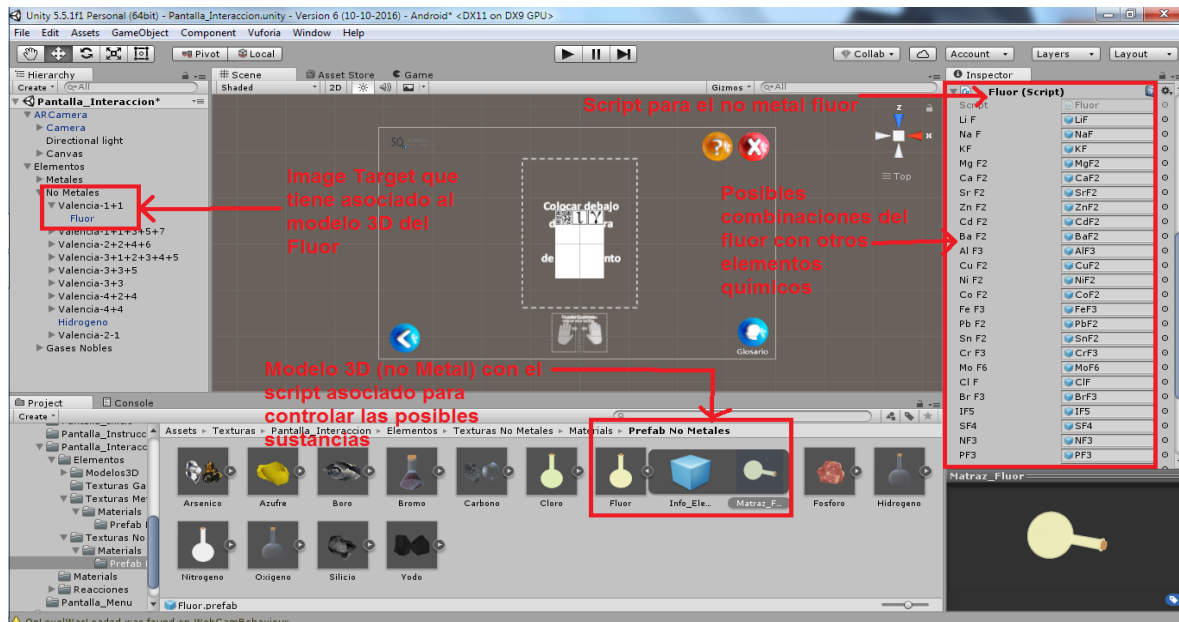 Unity 5.5.1f1 Personal (64bit) - Pantalla_Interaccion.unity - Version 6 (10-10-2016) - Android* <DX11 on DX9 GPU>
File Edit Assets GameObject Component Vuforia Window Help
Pivot Local Collab Account Layers Layout
Hierarchy
Create All
Pantalla_Interaccion*
ARCamera
Camera
Directional light
Canvas
Elementos
Metales
No Metales
Valencia-1+1
Fluor
Valencia-1+1+3+5+7
Valencia-2+2+4+6
Valencia-3+1+2+3+4+5
Valencia-3+3+5
Valencia-3+3
Valencia-4+2+4
Valencia-4+4
Hidrogeno
Valencia-2-1
Gases Nobles
Scene Asset Store Game
Shaded 2D Gizmos All
Script para el no metal fluor
SQ
z
x
Top
Image Target que
tiene asociado al
modelo 3D del
Fluor
Colocar debajo
de nto
Posibles
combinaciones del
fluor con otros
elementos
químicos
Glosario
Modelo 3D (no Metal) con el
script asociado para
controlar las posibles
sustancias
Inspector
Fluor (Script)
Script Fluor
Li F LiF
Na F NaF
KF KF
Mg F2 MgF2
Ca F2 CaF2
Sr F2 SrF2
Zn F2 ZnF2
Cd F2 CdF2
Ba F2 BaF2
Al F3 AlF3
Cu F2 CuF2
Ni F2 NiF2
Co F2 CoF2
Fe F3 FeF3
Pb F2 PbF2
Sn F2 SnF2
Cr F3 CrF3
Mo F6 MoF6
Cl F ClF
Br F3 BrF3
IF5 IF5
SF4 SF4
NF3 NF3
PF3 PF3
Matraz_Fluor
Project Console
Create
Pantalla_Instrucc
Pantalla_Interacc
Elementos
Modelos3D
Texturas Ga
Texturas Me
Materials
Prefab
Texturas No
Materials
Prefab
Materials
Reacciones
Pantalla_Menu
Assets Texturas Pantalla_Interaccion Elementos Texturas No Metales Materials Prefab No Metales
Arsenico Azufre Boro Bromo Carbono Cloro Fluor Info_Ele... Matraz_F... Fosforo Hidrogeno
Nitrogeno Oxigeno Silicio Yodo
Fluor.prefab